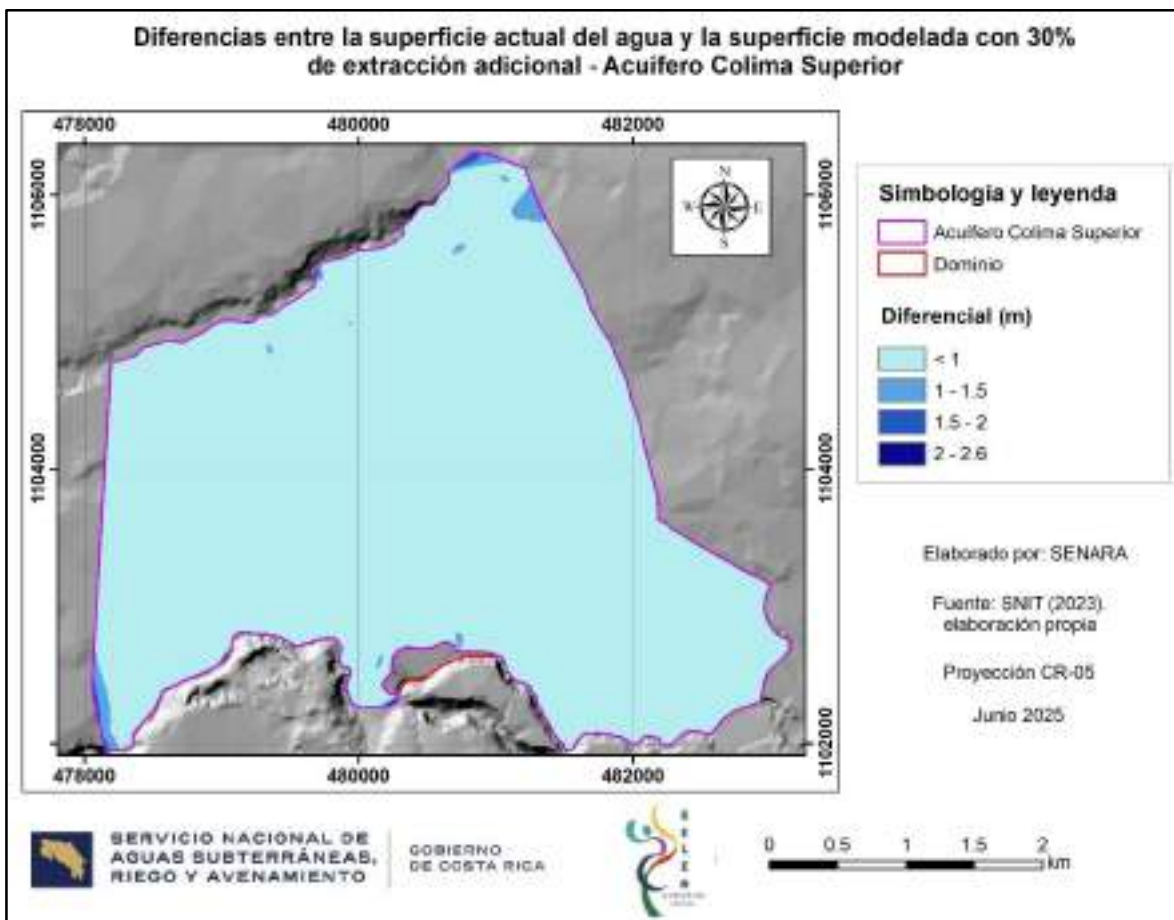 Diferencias entre la superficie actual del agua y la superficie modelada con 30%
de extracción adicional - Acuífero Colima Superior
478000
480000
482000
1106000
1106000
N
W
E
S
1104000
1104000
1102000
478000
480000
482000
Simbología y leyenda
Acuífero Colima Superior
Dominio
Diferencial (m)
< 1
1 - 1.5
1.5 - 2
2 - 2.6
Elaborado por: SENARA
Fuente: SNIT (2023).
elaboración propia
Proyección CR-05
Junio 2025
SERVICIO NACIONAL DE
AGUAS SUBTERRÁNEAS,
RIEGO Y AVENAMIENTO
GOBIERNO
DE COSTA RICA
0
0.5
1
1.5
2
km